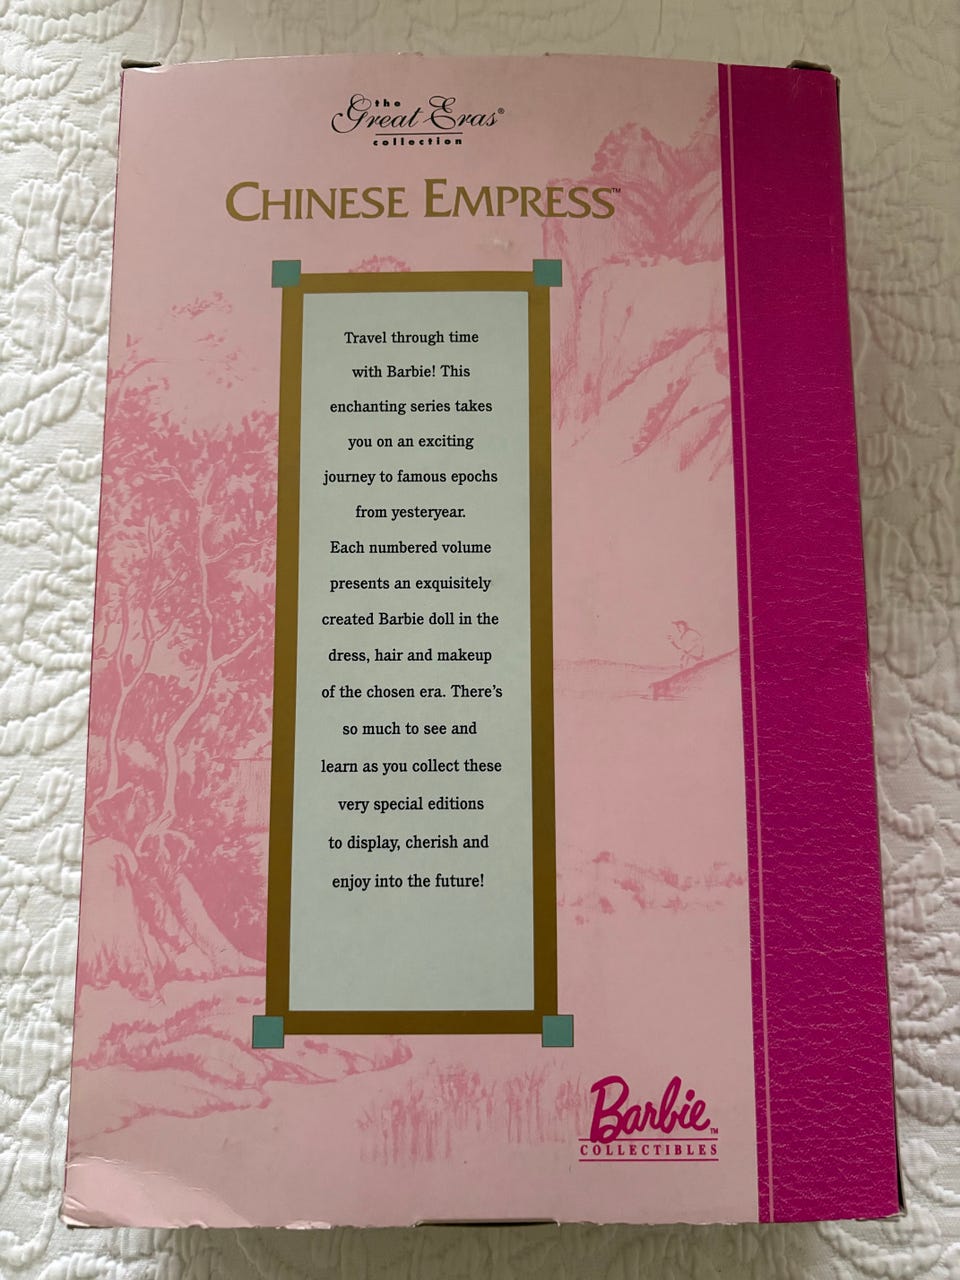 the
Great Eras®
collection
CHINESE EMPRESS™
Travel through time
with Barbie! This
enchanting series takes
you on an exciting
journey to famous epochs
from yesteryear.
Each numbered volume
presents an exquisitely
created Barbie doll in the
dress, hair and makeup
of the chosen era. There's
so much to see and
learn as you collect these
very special editions
to display, cherish and
enjoy into the future!
Barbie™
COLLECTIBLES